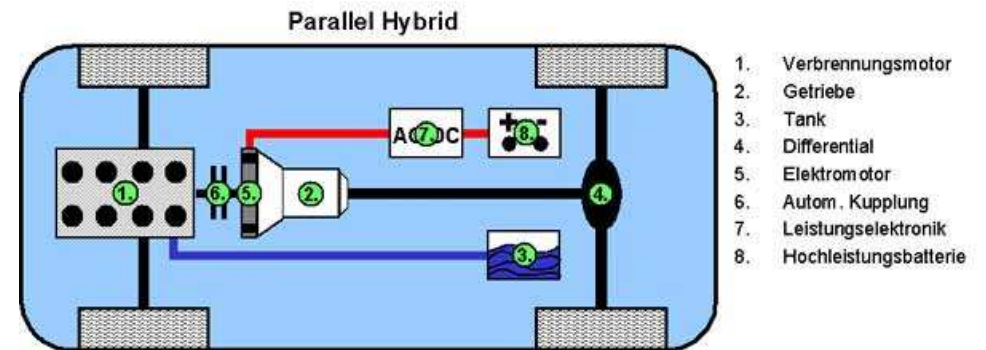 Parallel Hybrid
1. Verbrennungsmotor
2. Getriebe
3. Tank
4. Differential
5. Elektromotor
6. Autom. Kupplung
7. Leistungselektronik
8. Hochleistungsbatterie
AC 7. DC
+ -
8.
1.
6.
5.
2.
4.
3.